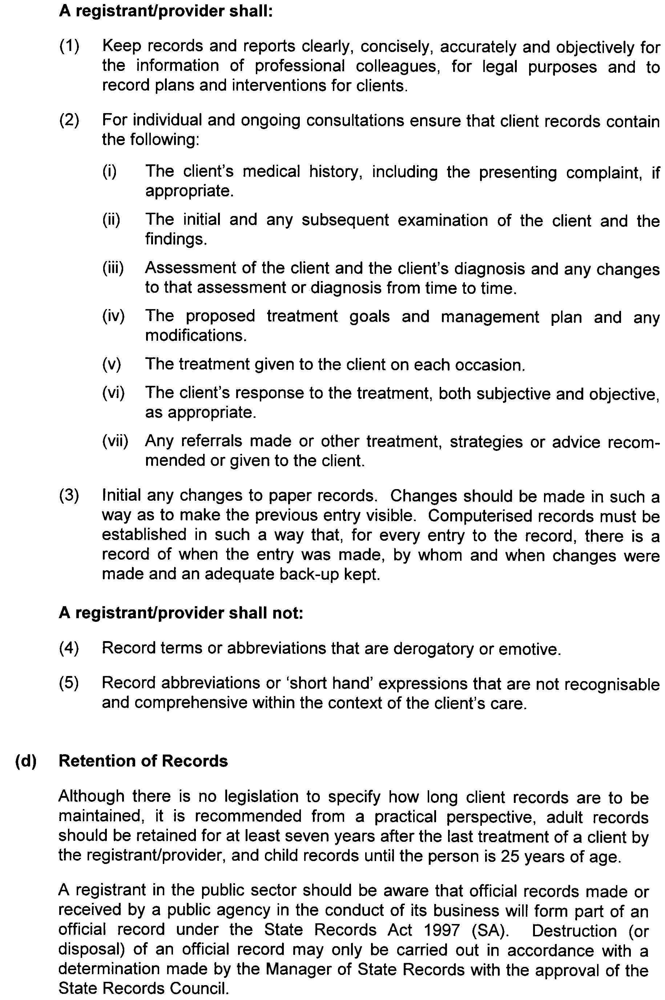 A registrant/provider shall:
(1) Keep records and reports clearly, concisely, accurately and objectively for
the information of professional colleagues, for legal purposes and to
record plans and interventions for clients.
(2) For individual and ongoing consultations ensure that client records contain
the following:
(i) The client's medical history, including the presenting complaint, if
appropriate.
(ii) The initial and any subsequent examination of the client and the
findings.
(iii) Assessment of the client and the client's diagnosis and any changes
to that assessment or diagnosis from time to time.
(iv) The proposed treatment goals and management plan and any
modifications.
(v) The treatment given to the client on each occasion.
(vi) The client's response to the treatment, both subjective and objective,
as appropriate.
(vii) Any referrals made or other treatment, strategies or advice recom-
mended or given to the client.
(3) Initial any changes to paper records. Changes should be made in such a
way as to make the previous entry visible. Computerised records must be
established in such a way that, for every entry to the record, there is a
record of when the entry was made, by whom and when changes were
made and an adequate back-up kept.
A registrant/provider shall not:
(4) Record terms or abbreviations that are derogatory or emotive.
(5) Record abbreviations or 'short hand' expressions that are not recognisable
and comprehensive within the context of the client's care.
(d) Retention of Records
Although there is no legislation to specify how long client records are to be
maintained, it is recommended from a practical perspective, adult records
should be retained for at least seven years after the last treatment of a client by
the registrant/provider, and child records until the person is 25 years of age.
A registrant in the public sector should be aware that official records made or
received by a public agency in the conduct of its business will form part of an
official record under the State Records Act 1997 (SA). Destruction (or
disposal) of an official record may only be carried out in accordance with a
determination made by the Manager of State Records with the approval of the
State Records Council.